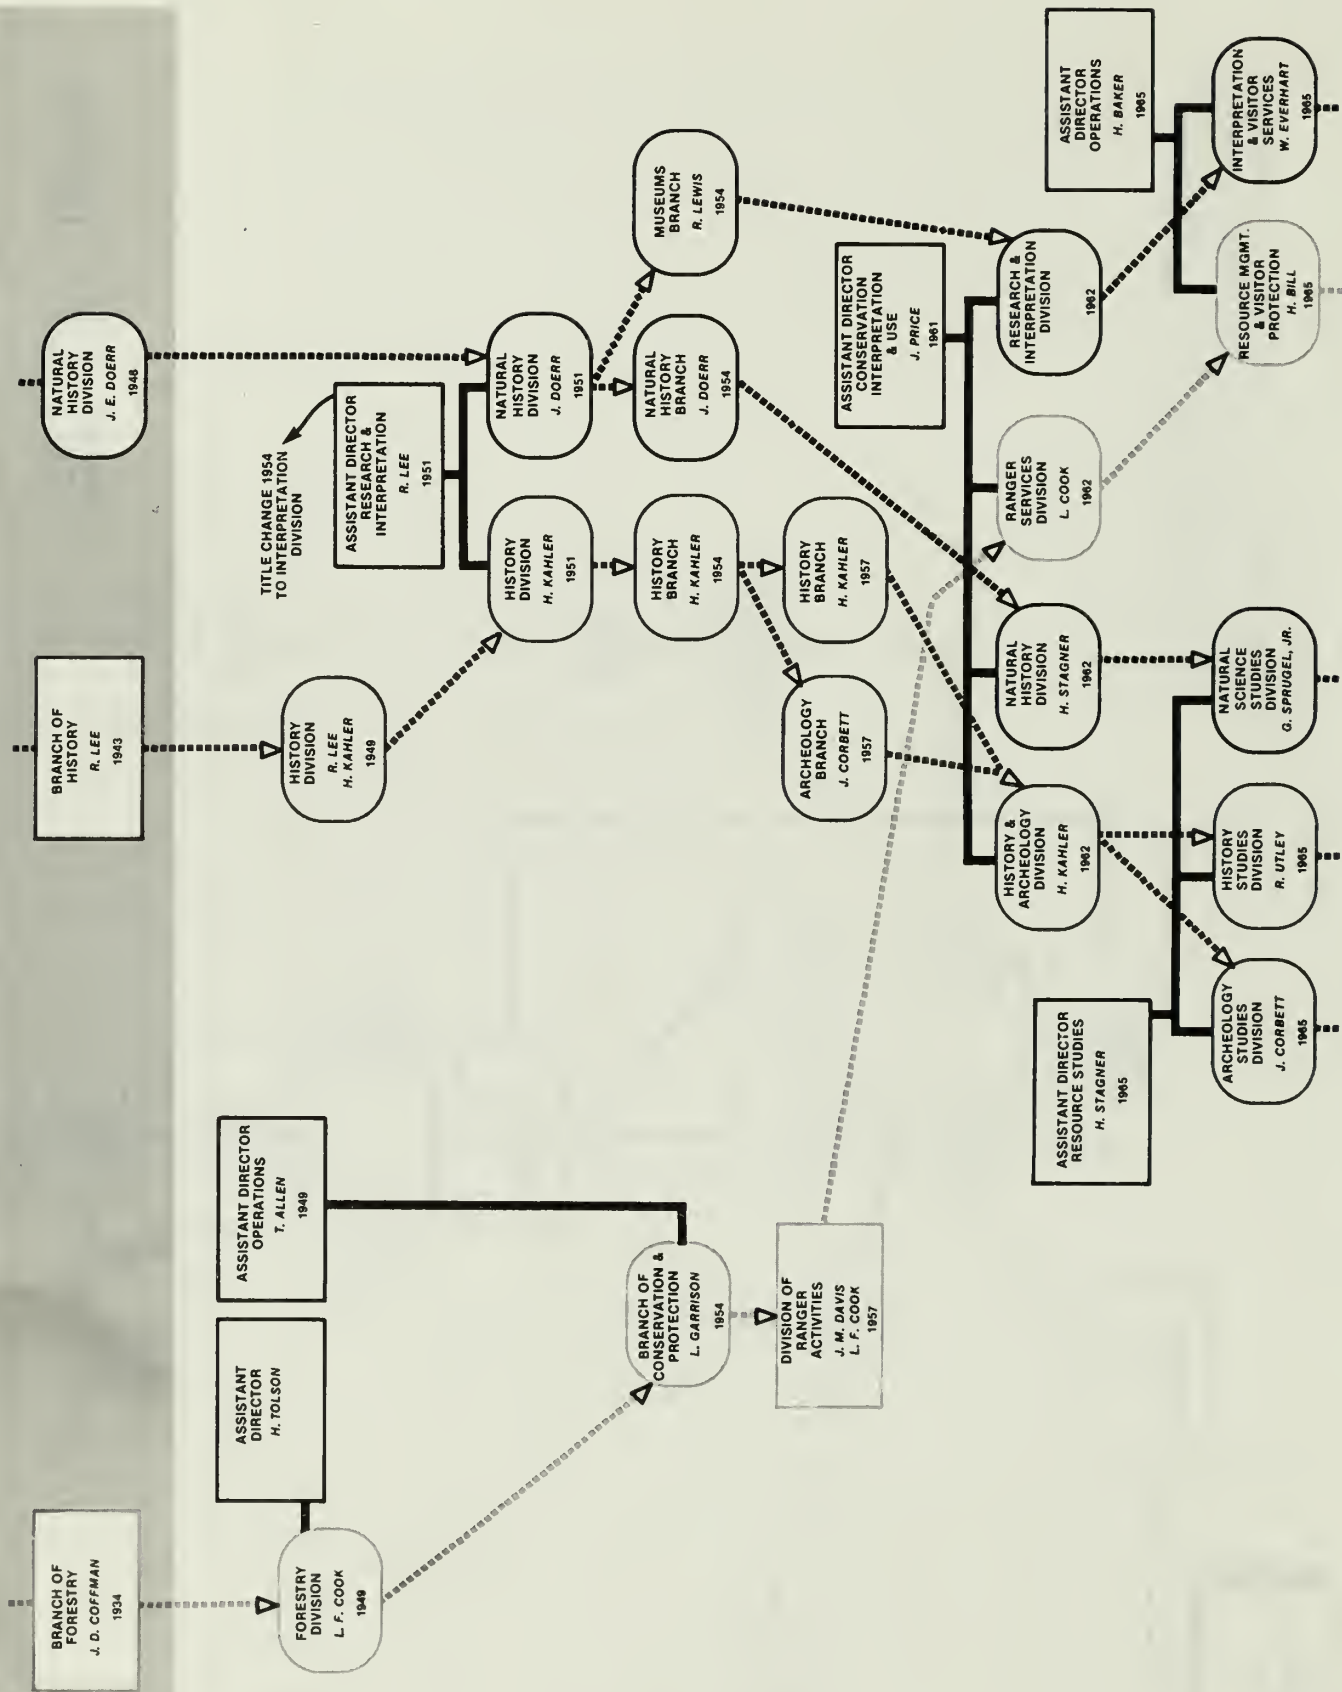 BRANCH OF
FORESTRY
J. D. COFFMAN
1934
BRANCH OF
HISTORY
R. LEE
1943
NATURAL
HISTORY
DIVISION
J. E. DOERR
1948
FORESTRY
DIVISION
L. F. COOK
1949
ASSISTANT
DIRECTOR
H. TOLSON
ASSISTANT DIRECTOR
OPERATIONS
T. ALLEN
1949
HISTORY
DIVISION
R. LEE
H. KAHLER
1949
TITLE CHANGE 1954
TO INTERPRETATION
DIVISION
ASSISTANT DIRECTOR
RESEARCH &
INTERPRETATION
R. LEE
1951
HISTORY
DIVISION
H. KAHLER
1951
NATURAL
HISTORY
DIVISION
J. DOERR
1951
BRANCH OF
CONSERVATION &
PROTECTION
L. GARRISON
1954
HISTORY
BRANCH
H. KAHLER
1954
NATURAL
HISTORY
BRANCH
J. DOERR
1954
MUSEUMS
BRANCH
R. LEWIS
1954
DIVISION OF
RANGER
ACTIVITIES
J. M. DAVIS
L. F. COOK
1957
ARCHEOLOGY
BRANCH
J. CORBETT
1957
HISTORY
BRANCH
H. KAHLER
1957
ASSISTANT DIRECTOR
CONSERVATION
INTERPRETATION
& USE
J. PRICE
1961
HISTORY &
ARCHEOLOGY
DIVISION
H. KAHLER
1962
NATURAL
HISTORY
DIVISION
H. STAGNER
1962
RANGER
SERVICES
DIVISION
L. COOK
1962
RESEARCH &
INTERPRETATION
DIVISION
1962
ASSISTANT DIRECTOR
RESOURCE STUDIES
H. STAGNER
1965
ASSISTANT
DIRECTOR
OPERATIONS
H. BAKER
1965
ARCHEOLOGY
STUDIES
DIVISION
J. CORBETT
1965
HISTORY
STUDIES
DIVISION
R. UTLEY
1965
NATURAL
SCIENCE
STUDIES
DIVISION
G. SPRUGEL, JR.
RESOURCE MGMT.
& VISITOR
PROTECTION
H. BILL
1965
INTERPRETATION
& VISITOR
SERVICES
W. EVERHART
1965